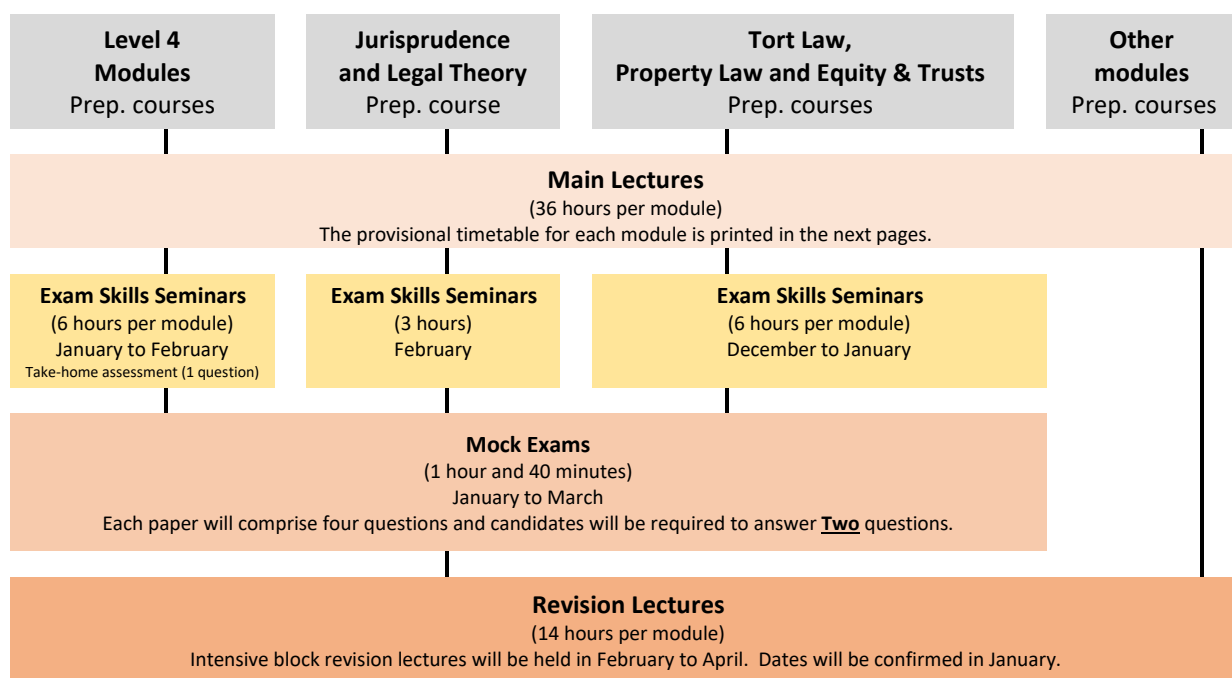 Level 4
Modules
Prep. courses
Jurisprudence
and Legal Theory
Prep. course
Tort Law,
Property Law and Equity & Trusts
Prep. courses
Other
modules
Prep. courses
Main Lectures
(36 hours per module)
The provisional timetable for each module is printed in the next pages.
Exam Skills Seminars
(6 hours per module)
January to February
Take-home assessment (1 question)
Exam Skills Seminars
(3 hours)
February
Exam Skills Seminars
(6 hours per module)
December to January
Mock Exams
(1 hour and 40 minutes)
January to March
Each paper will comprise four questions and candidates will be required to answer Two questions.
Revision Lectures
(14 hours per module)
Intensive block revision lectures will be held in February to April.  Dates will be confirmed in January.